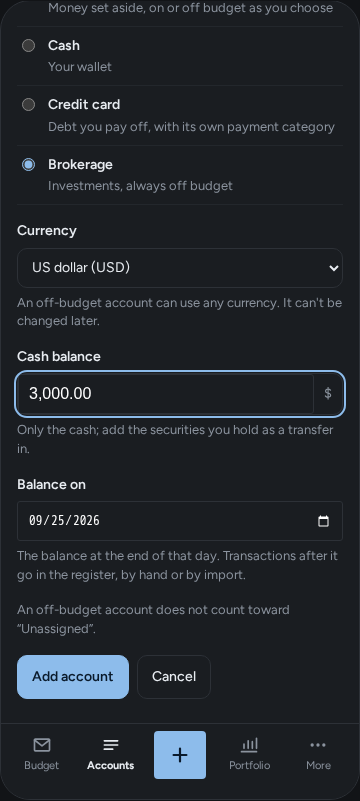 Money set aside, on or off budget as you choose
Cash
Your wallet
Credit card
Debt you pay off, with its own payment category
Brokerage
Investments, always off budget
Currency
US dollar (USD)
An off-budget account can use any currency. It can't be
changed later.
Cash balance
3,000.00
$
Only the cash; add the securities you hold as a transfer
in.
Balance on
09/25/2026
The balance at the end of that day. Transactions after it
go in the register, by hand or by import.
An off-budget account does not count toward
“Unassigned”.
Add account
Cancel
Budget
Accounts
Portfolio
More